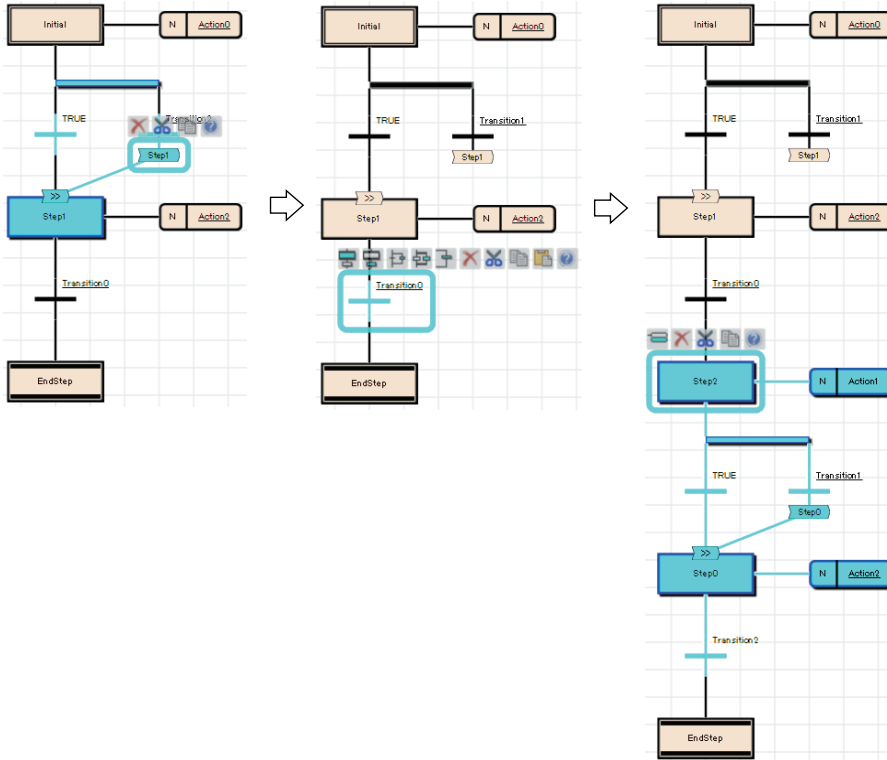 Initial
N Action0
TRUE
Step1
>>
Step1
N Action2
Transition0
EndStep
Initial
N Action0
TRUE
Transition1
Step1
>>
Step1
N Action2
Transition0
EndStep
Initial
N Action0
TRUE
Transition1
Step1
>>
Step1
N Action2
Transition0
Step2
N Action1
TRUE
Transition1
Step0
>>
Step0
N Action2
Transition2
EndStep